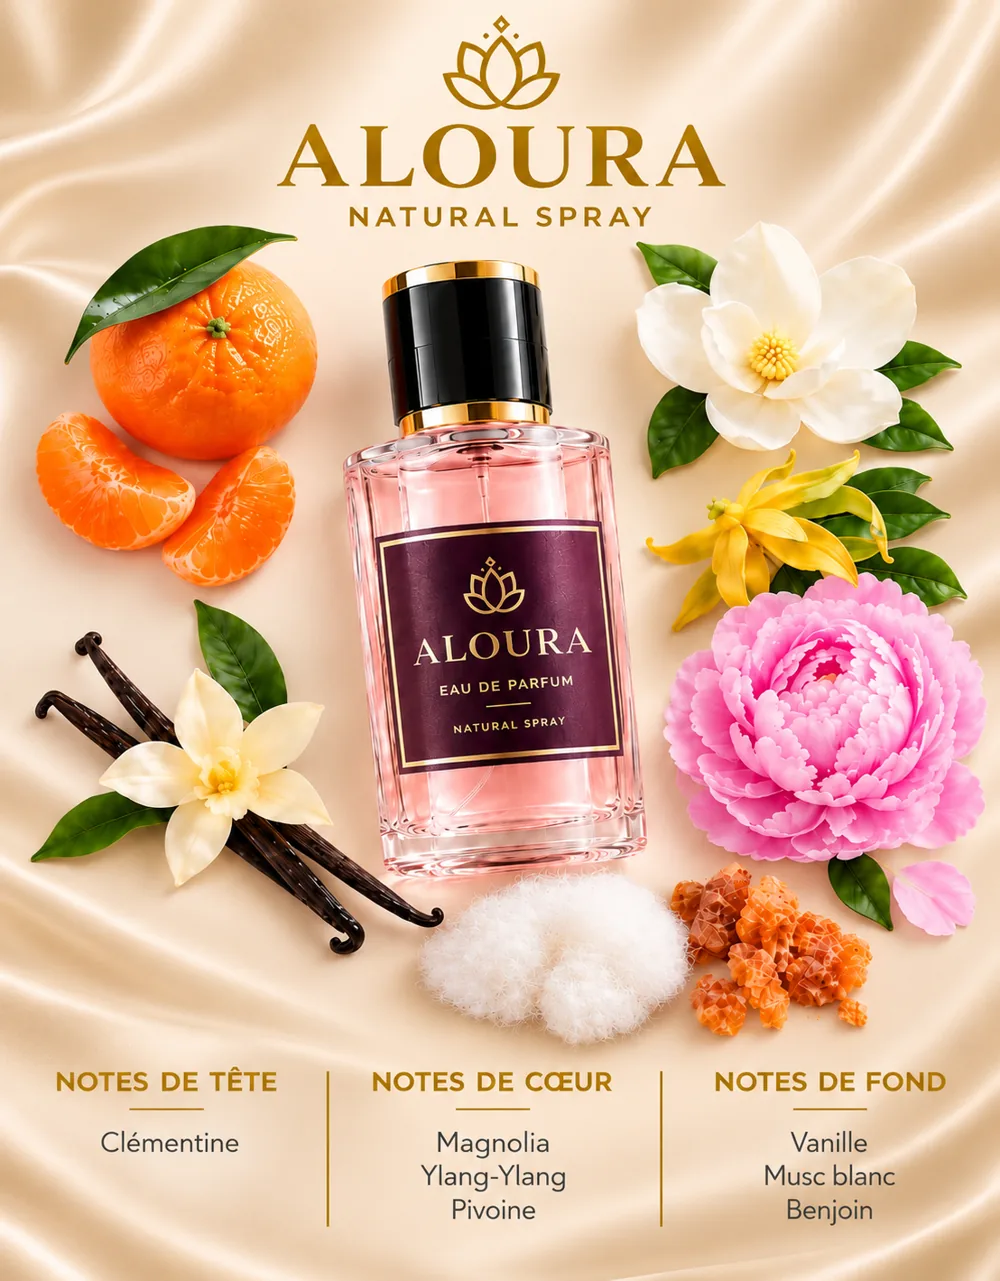 ALOURA
NATURAL SPRAY
ALOURA
EAU DE PARFUM
NATURAL SPRAY
NOTES DE TÊTE
Clémentine
NOTES DE CŒUR
Magnolia
Ylang-Ylang
Pivoine
NOTES DE FOND
Vanille
Musc blanc
Benjoin